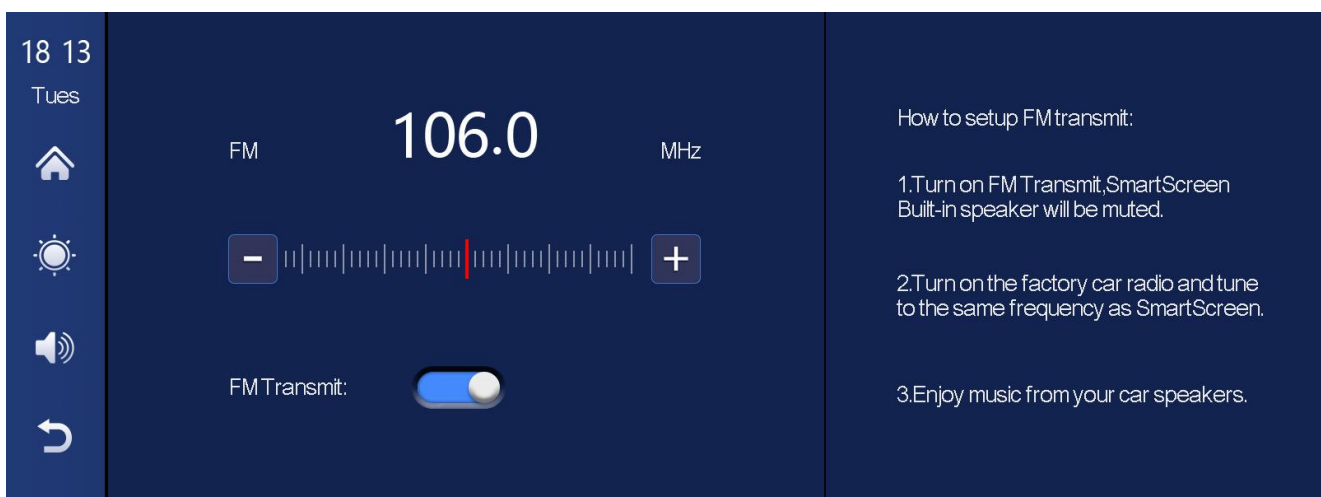 18 13
Tues
FM
106.0
MHz
-
+
FM Transmit:
How to setup FM transmit:
1.Turn on FM Transmit,SmartScreen
Built-in speaker will be muted.
2.Turn on the factory car radio and tune
to the same frequency as SmartScreen.
3.Enjoy music from your car speakers.